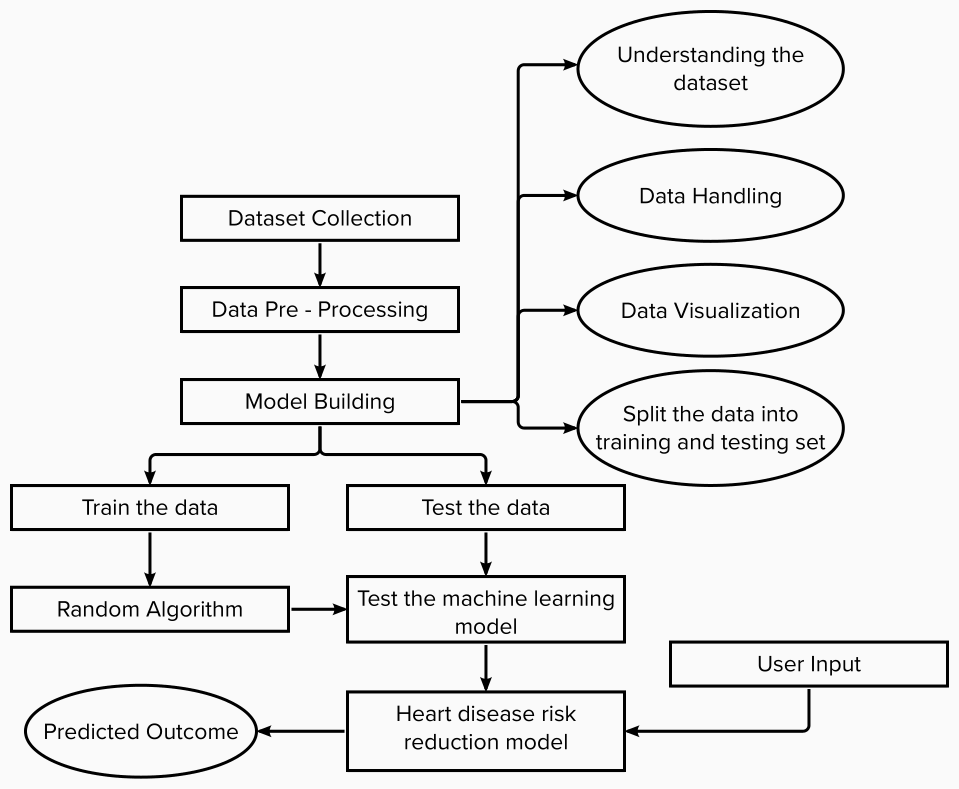 Understanding the
dataset
Data Handling
Dataset Collection
Data Pre - Processing
Data Visualization
Model Building
Split the data into
training and testing set
Train the data
Test the data
Random Algorithm
Test the machine learning
model
User Input
Heart disease risk
reduction model
Predicted Outcome